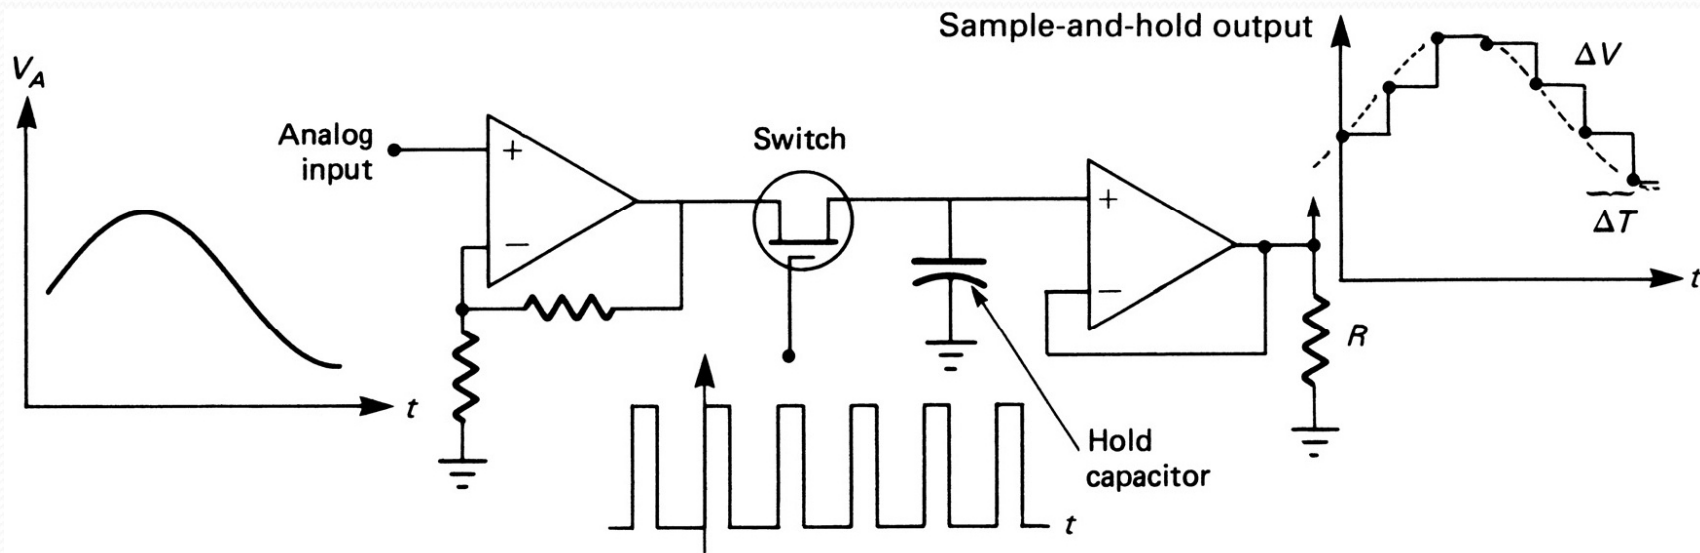 Sample-and-hold output
V_A
ΔV
Analog
input
+
−
Switch
+
−
ΔT
t
R
t
Hold
capacitor
t